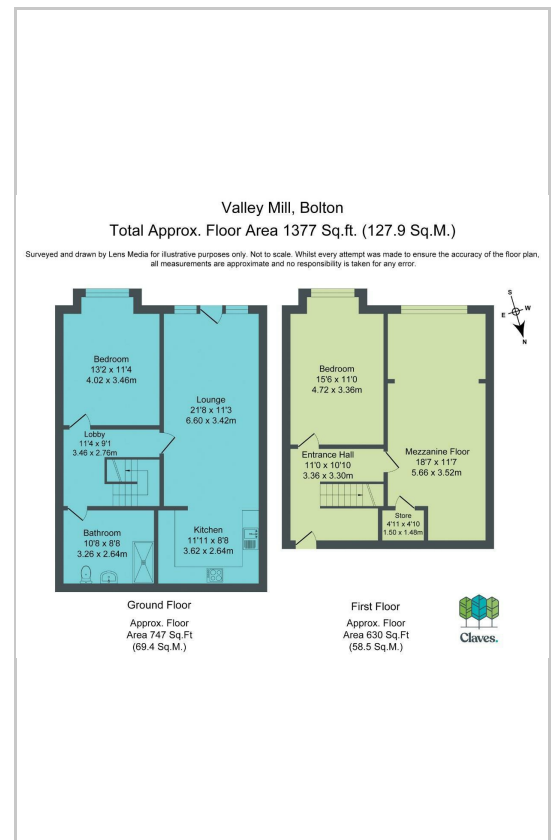 Valley Mill, Bolton
Total Approx. Floor Area 1377 Sq.ft. (127.9 Sq.M.)
Surveyed and drawn by Lens Media for illustrative purposes only. Not to scale. Whilst every attempt was made to ensure the accuracy of the floor plan,
all measurements are approximate and no responsibility is taken for any error.
S
E
W
N
Bedroom
13'2 x 11'4
4.02 x 3.46m
Lounge
21'8 x 11'3
6.60 x 3.42m
Lobby
11'4 x 9'1
3.46 x 2.76m
Bathroom
10'8 x 8'8
3.26 x 2.64m
Kitchen
11'11 x 8'8
3.62 x 2.64m
Bedroom
15'6 x 11'0
4.72 x 3.36m
Entrance Hall
11'0 x 10'10
3.36 x 3.30m
Mezzanine Floor
18'7 x 11'7
5.66 x 3.52m
Store
4'11 x 4'10
1.50 x 1.48m
Ground Floor
Approx. Floor
Area 747 Sq.Ft
(69.4 Sq.M.)
First Floor
Approx. Floor
Area 630 Sq.Ft
(58.5 Sq.M.)
Claves.